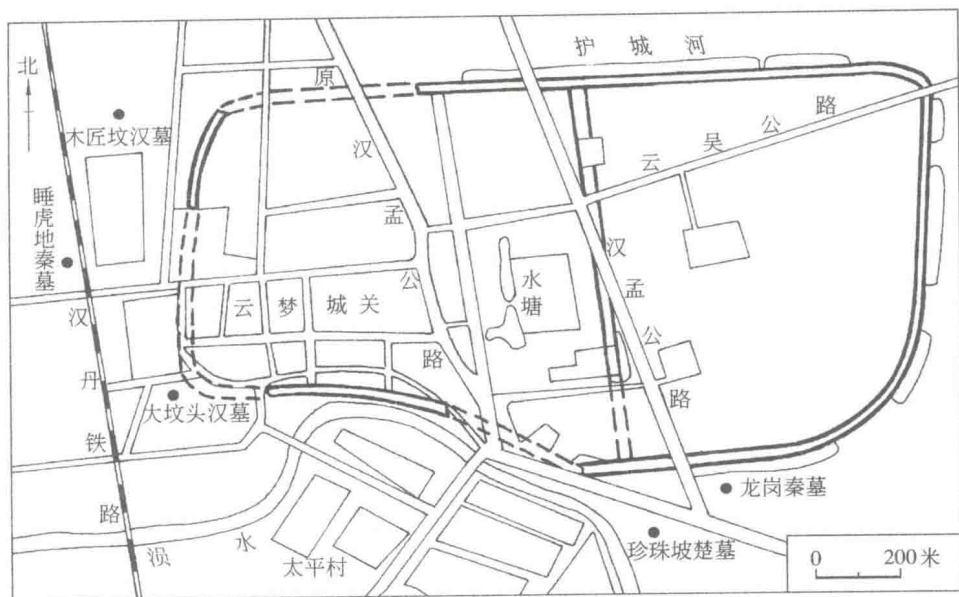 护城河
北
木匠坟汉墓
原汉孟公路
云吴公路
睡虎地秦墓
汉孟公路
水塘
云梦城关
汉丹铁路
大坟头汉墓
龙岗秦墓
涢水
珍珠坡楚墓
太平村
0 200米